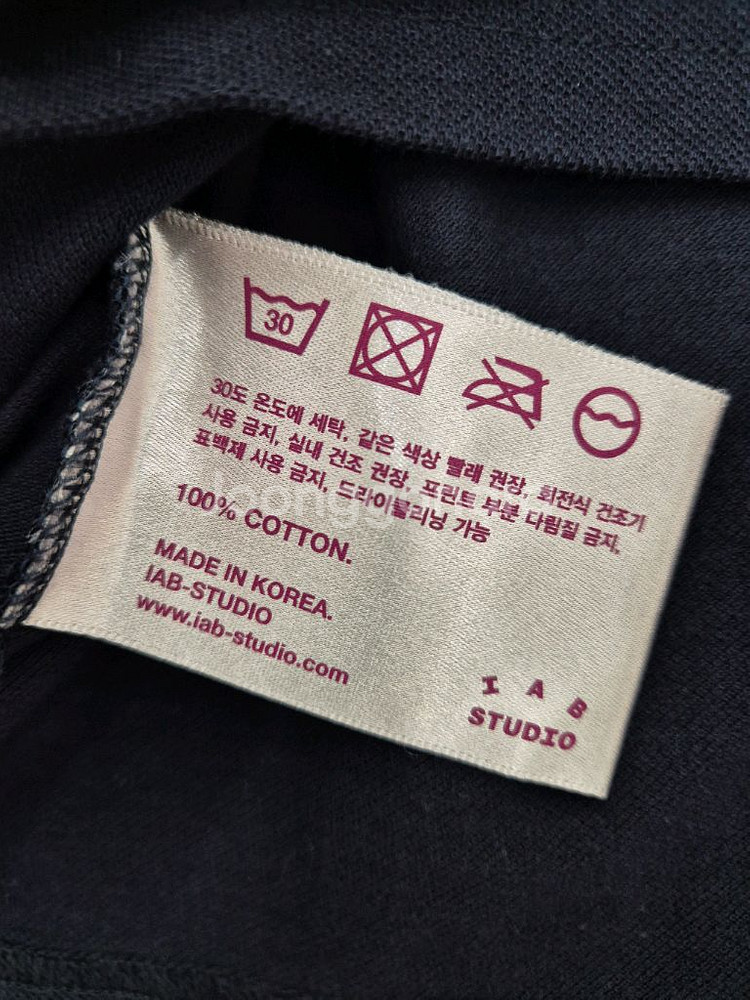 30
30도 온도에 세탁, 같은 색상 빨래 권장, 회전식 건조기
사용 금지, 실내 건조 권장, 프린트 부분 다림질 금지,
표백제 사용 금지, 드라이클리닝 가능
100% COTTON.
MADE IN KOREA.
IAB-STUDIO
www.iab-studio.com
I A B
STUDIO